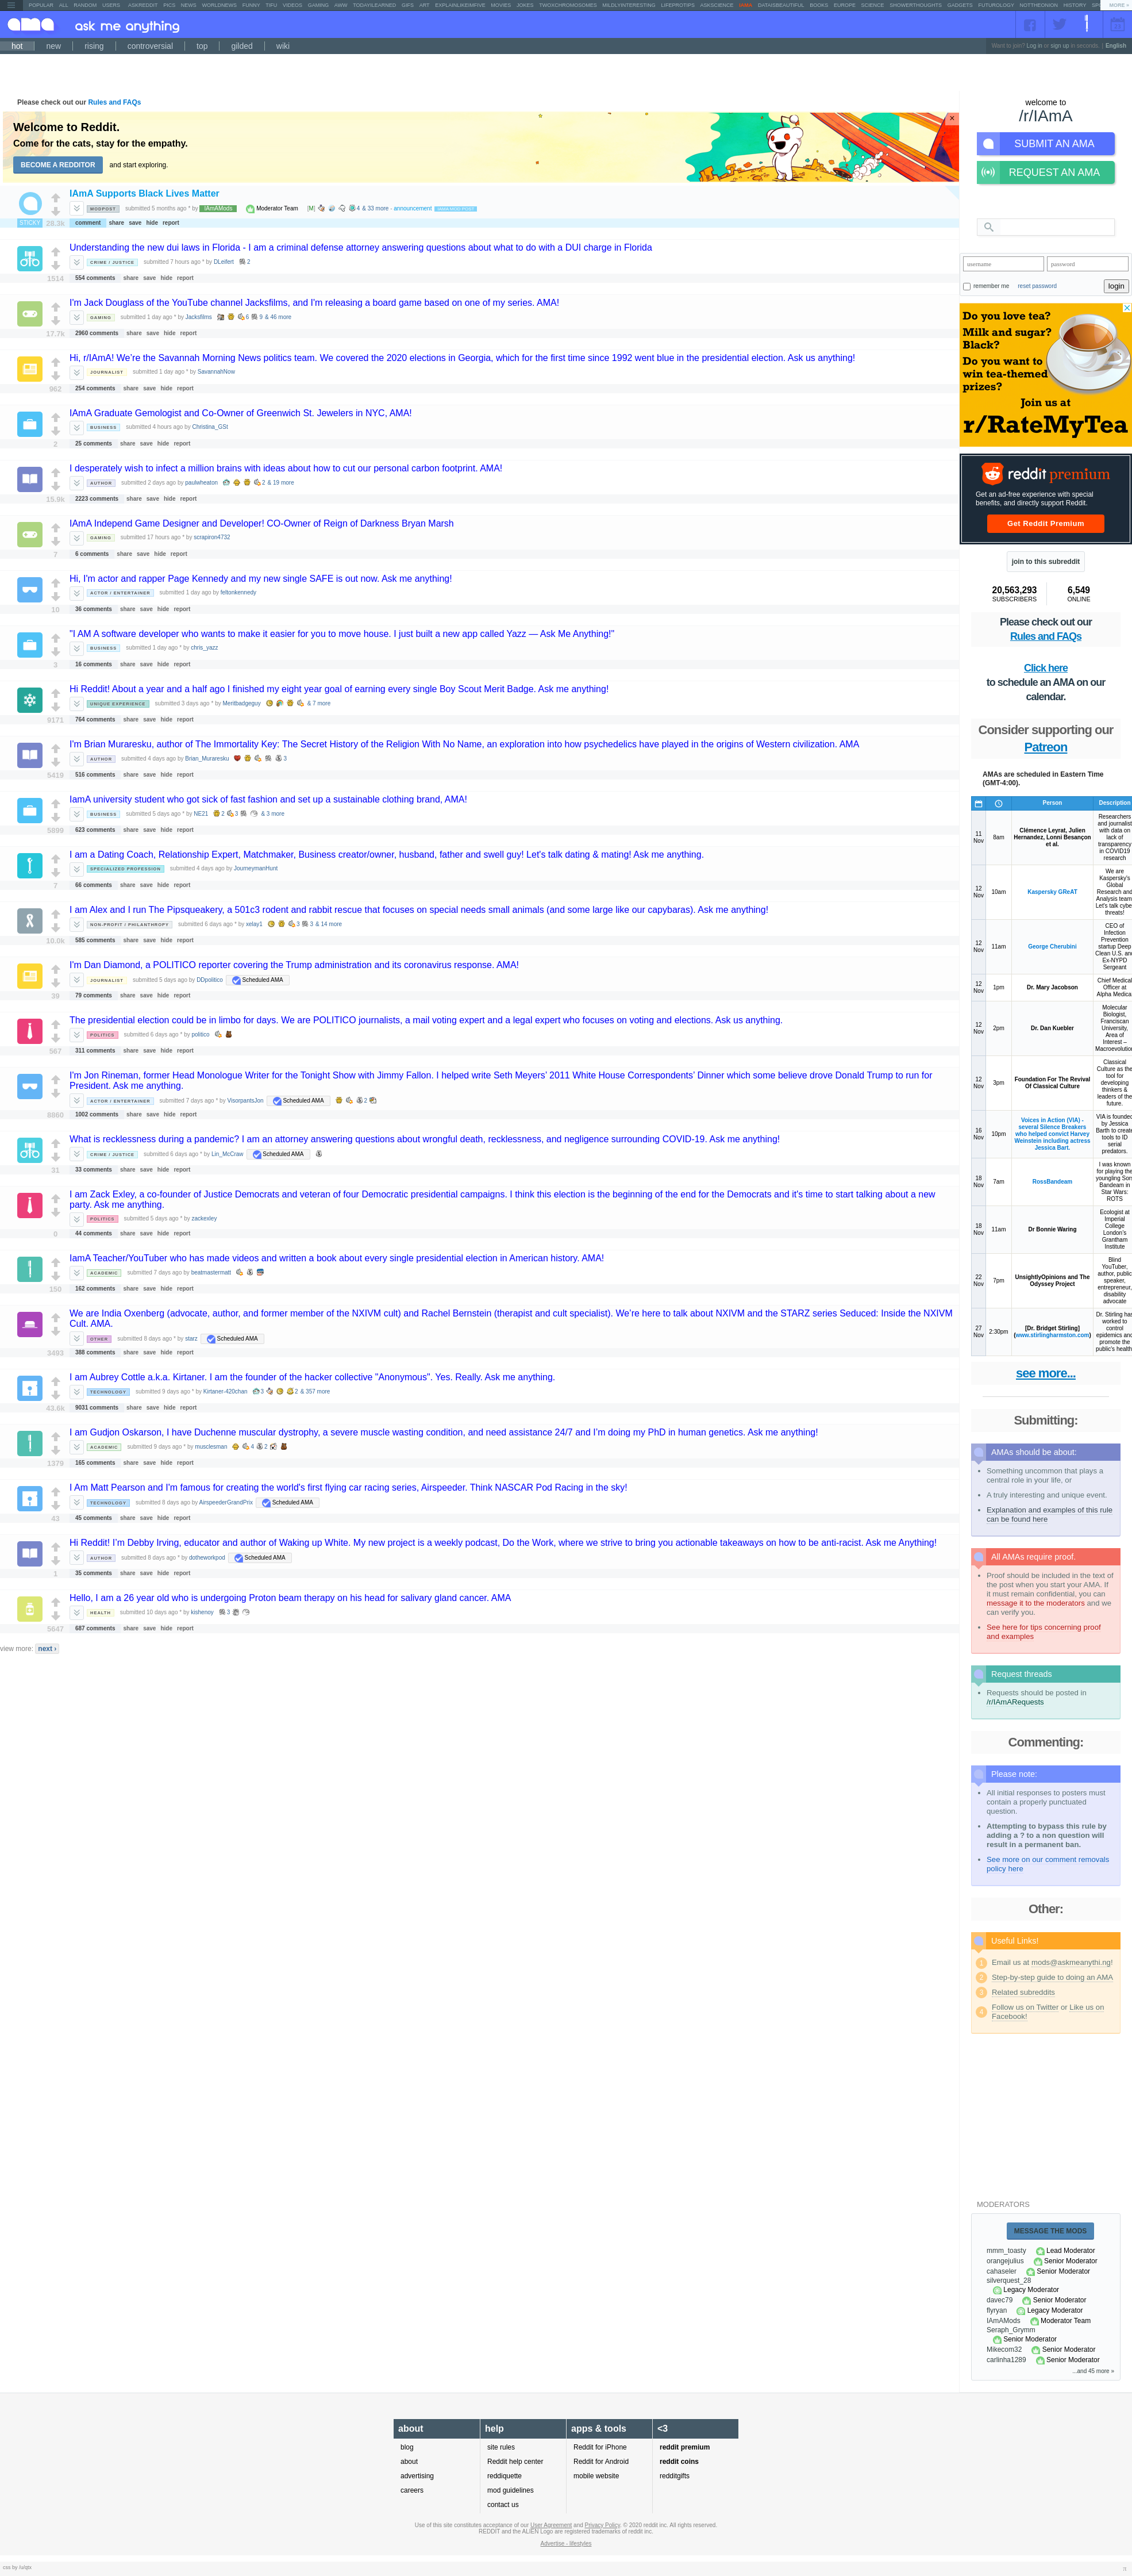 POPULAR ALL RANDOM USERS ASKREDDIT PICS NEWS WORLDNEWS FUNNY TIFU VIDEOS GAMING AWW TODAYILEARNED GIFS ART EXPLAINLIKEIMFIVE MOVIES JOKES TWOXCHROMOSOMES MILDLYINTERESTING LIFEPROTIPS ASKSCIENCE IAMA DATAISBEAUTIFUL BOOKS EUROPE SCIENCE SHOWERTHOUGHTS GADGETS FUTUROLOGY NOTTHEONION HISTORY MORE »
ama ask me anything
hot new rising controversial top gilded wiki
Want to join? Log in or sign up in seconds. | English
Please check out our Rules and FAQs
Welcome to Reddit.
Come for the cats, stay for the empathy.
BECOME A REDDITOR and start exploring.
IAmA Supports Black Lives Matter
MODPOST submitted 5 months ago * by IAmAMods Moderator Team [M] 4 & 33 more - announcement
STICKY 28.3k comment share save hide report
Understanding the new dui laws in Florida - I am a criminal defense attorney answering questions about what to do with a DUI charge in Florida
CRIME / JUSTICE submitted 7 hours ago * by DLeifert 2
1514 554 comments share save hide report
I'm Jack Douglass of the YouTube channel Jacksfilms, and I'm releasing a board game based on one of my series. AMA!
GAMING submitted 1 day ago * by Jacksfilms 6 9 & 46 more
17.7k 2960 comments share save hide report
Hi, r/IAmA! We're the Savannah Morning News politics team. We covered the 2020 elections in Georgia, which for the first time since 1992 went blue in the presidential election. Ask us anything!
JOURNALIST submitted 1 day ago * by SavannahNow
962 254 comments share save hide report
IAmA Graduate Gemologist and Co-Owner of Greenwich St. Jewelers in NYC, AMA!
BUSINESS submitted 4 hours ago by Christina_GSt
2 25 comments share save hide report
I desperately wish to infect a million brains with ideas about how to cut our personal carbon footprint. AMA!
AUTHOR submitted 2 days ago by paulwheaton 2 & 19 more
15.9k 2223 comments share save hide report
IAmA Independ Game Designer and Developer! CO-Owner of Reign of Darkness Bryan Marsh
GAMING submitted 17 hours ago * by scrapiron4732
7 6 comments share save hide report
Hi, I'm actor and rapper Page Kennedy and my new single SAFE is out now. Ask me anything!
ACTOR / ENTERTAINER submitted 1 day ago by feltonkennedy
10 36 comments share save hide report
"I AM A software developer who wants to make it easier for you to move house. I just built a new app called Yazz — Ask Me Anything!"
BUSINESS submitted 1 day ago * by chris_yazz
3 16 comments share save hide report
Hi Reddit! About a year and a half ago I finished my eight year goal of earning every single Boy Scout Merit Badge. Ask me anything!
UNIQUE EXPERIENCE submitted 3 days ago * by Meritbadgeguy & 7 more
9171 764 comments share save hide report
I'm Brian Muraresku, author of The Immortality Key: The Secret History of the Religion With No Name, an exploration into how psychedelics have played in the origins of Western civilization. AMA
AUTHOR submitted 4 days ago by Brian_Muraresku 3
5419 516 comments share save hide report
IamA university student who got sick of fast fashion and set up a sustainable clothing brand, AMA!
BUSINESS submitted 5 days ago * by NE21 2 3 & 3 more
5899 623 comments share save hide report
I am a Dating Coach, Relationship Expert, Matchmaker, Business creator/owner, husband, father and swell guy! Let's talk dating & mating! Ask me anything.
SPECIALIZED PROFESSION submitted 4 days ago by JourneymanHunt
7 66 comments share save hide report
I am Alex and I run The Pipsqueakery, a 501c3 rodent and rabbit rescue that focuses on special needs small animals (and some large like our capybaras). Ask me anything!
NON-PROFIT / PHILANTHROPY submitted 6 days ago * by xelay1 3 3 & 14 more
10.0k 585 comments share save hide report
I'm Dan Diamond, a POLITICO reporter covering the Trump administration and its coronavirus response. AMA!
JOURNALIST submitted 5 days ago by DDpolitico Scheduled AMA
39 79 comments share save hide report
The presidential election could be in limbo for days. We are POLITICO journalists, a mail voting expert and a legal expert who focuses on voting and elections. Ask us anything.
POLITICS submitted 6 days ago * by politico
567 311 comments share save hide report
I'm Jon Rineman, former Head Monologue Writer for the Tonight Show with Jimmy Fallon. I helped write Seth Meyers' 2011 White House Correspondents' Dinner which some believe drove Donald Trump to run for President. Ask me anything.
ACTOR / ENTERTAINER submitted 7 days ago * by VisorpantsJon Scheduled AMA 2
8860 1002 comments share save hide report
What is recklessness during a pandemic? I am an attorney answering questions about wrongful death, recklessness, and negligence surrounding COVID-19. Ask me anything!
CRIME / JUSTICE submitted 6 days ago * by Lin_McCraw Scheduled AMA
31 33 comments share save hide report
I am Zack Exley, a co-founder of Justice Democrats and veteran of four Democratic presidential campaigns. I think this election is the beginning of the end for the Democrats and it's time to start talking about a new party. Ask me anything.
POLITICS submitted 5 days ago * by zackexley
0 44 comments share save hide report
IamA Teacher/YouTuber who has made videos and written a book about every single presidential election in American history. AMA!
ACADEMIC submitted 7 days ago by beatmastermatt
150 162 comments share save hide report
We are India Oxenberg (advocate, author, and former member of the NXIVM cult) and Rachel Bernstein (therapist and cult specialist). We're here to talk about NXIVM and the STARZ series Seduced: Inside the NXIVM Cult. AMA.
OTHER submitted 8 days ago * by starz Scheduled AMA
3493 388 comments share save hide report
I am Aubrey Cottle a.k.a. Kirtaner. I am the founder of the hacker collective "Anonymous". Yes. Really. Ask me anything.
TECHNOLOGY submitted 9 days ago * by Kirtaner-420chan 3 2 & 357 more
43.6k 9031 comments share save hide report
I am Gudjon Oskarson, I have Duchenne muscular dystrophy, a severe muscle wasting condition, and need assistance 24/7 and I'm doing my PhD in human genetics. Ask me anything!
ACADEMIC submitted 9 days ago * by musclesman 4 2
1379 165 comments share save hide report
I Am Matt Pearson and I'm famous for creating the world's first flying car racing series, Airspeeder. Think NASCAR Pod Racing in the sky!
TECHNOLOGY submitted 8 days ago * by AirspeederGrandPrix Scheduled AMA
43 45 comments share save hide report
Hi Reddit! I'm Debby Irving, educator and author of Waking up White. My new project is a weekly podcast, Do the Work, where we strive to bring you actionable takeaways on how to be anti-racist. Ask me Anything!
AUTHOR submitted 8 days ago * by dotheworkpod Scheduled AMA
1 35 comments share save hide report
Hello, I am a 26 year old who is undergoing Proton beam therapy on his head for salivary gland cancer. AMA
HEALTH submitted 10 days ago * by kishenoy 3
5647 687 comments share save hide report
view more: next ›
welcome to
/r/IAmA
SUBMIT AN AMA
REQUEST AN AMA
username password
remember me reset password login
Do you love tea?
Milk and sugar?
Black?
Do you want to
win tea-themed
prizes?
Join us at
r/RateMyTea
reddit premium
Get an ad-free experience with special
benefits, and directly support Reddit.
Get Reddit Premium
join to this subreddit
20,563,293 6,549
SUBSCRIBERS ONLINE
Please check out our
Rules and FAQs
Click here
to schedule an AMA on our
calendar.
Consider supporting our
Patreon
AMAs are scheduled in Eastern Time
(GMT-4:00).
Person Description
11 Nov 8am Clémence Leyrat, Julien Hernandez, Lonni Besançon et al. Researchers and journalist with data on lack of transparency in COVID19 research
12 Nov 10am Kaspersky GReAT We are Kaspersky's Global Research and Analysis team. Let's talk cyber threats!
12 Nov 11am George Cherubini CEO of Infection Prevention startup Deep Clean U.S. and Ex-NYPD Sergeant
12 Nov 1pm Dr. Mary Jacobson Chief Medical Officer at Alpha Medical
12 Nov 2pm Dr. Dan Kuebler Molecular Biologist, Franciscan University, Area of Interest – Macroevolution
12 Nov 3pm Foundation For The Revival Of Classical Culture Classical Culture as the tool for developing thinkers & leaders of the future.
16 Nov 10pm Voices in Action (VIA) - several Silence Breakers who helped convict Harvey Weinstein including actress Jessica Bart. VIA is founded by Jessica Barth to create tools to ID serial predators.
18 Nov 7am RossBandeam I was known for playing the youngling Sors Bandeam in Star Wars: ROTS
18 Nov 11am Dr Bonnie Waring Ecologist at Imperial College London's Grantham Institute
22 Nov 7pm UnsightlyOpinions and The Odyssey Project Blind YouTuber, author, public speaker, entrepreneur, disability advocate
27 Nov 2:30pm [Dr. Bridget Stirling] (www.stirlingharmston.com) Dr. Stirling has worked to control epidemics and promote the public's health
see more...
Submitting:
AMAs should be about:
Something uncommon that plays a central role in your life, or
A truly interesting and unique event.
Explanation and examples of this rule can be found here
All AMAs require proof.
Proof should be included in the text of the post when you start your AMA. If it must remain confidential, you can message it to the moderators and we can verify you.
See here for tips concerning proof and examples
Request threads
Requests should be posted in /r/IAmARequests
Commenting:
Please note:
All initial responses to posters must contain a properly punctuated question.
Attempting to bypass this rule by adding a ? to a non question will result in a permanent ban.
See more on our comment removals policy here
Other:
Useful Links!
Email us at mods@askmeanythi.ng!
Step-by-step guide to doing an AMA
Related subreddits
Follow us on Twitter or Like us on Facebook!
MODERATORS
MESSAGE THE MODS
mmm_toasty Lead Moderator
orangejulius Senior Moderator
cahaseler Senior Moderator
silverquest_28
Legacy Moderator
davec79 Senior Moderator
flyryan Legacy Moderator
IAmAMods Moderator Team
Seraph_Grymm
Senior Moderator
Mikecom32 Senior Moderator
carlinha1289 Senior Moderator
...and 45 more »
about help apps & tools <3
blog site rules Reddit for iPhone reddit premium
about Reddit help center Reddit for Android reddit coins
advertising reddiquette mobile website redditgifts
careers mod guidelines
contact us
Use of this site constitutes acceptance of our User Agreement and Privacy Policy. © 2020 reddit inc. All rights reserved.
REDDIT and the ALIEN Logo are registered trademarks of reddit inc.
Advertise - lifestyles
π